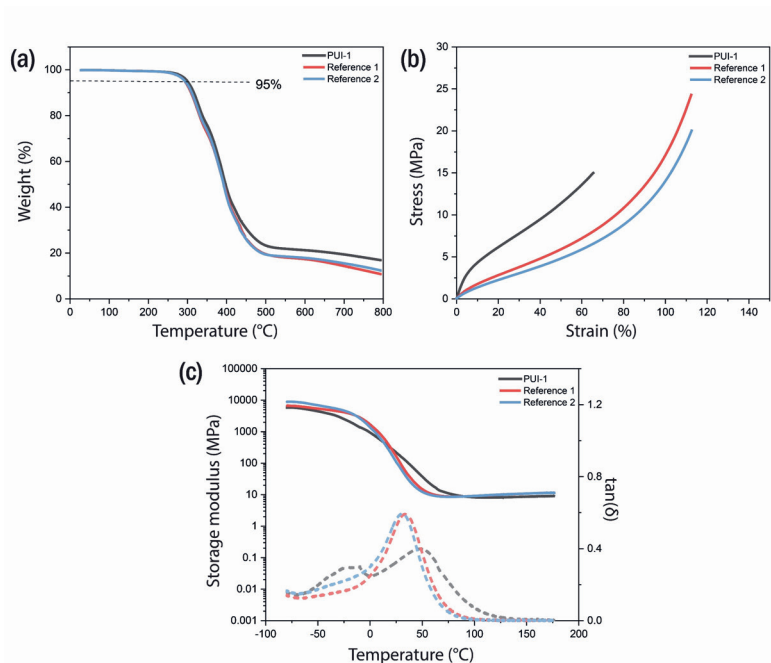 (a)
PUI-1
Reference 1
Reference 2
95%
Weight (%)
100
80
60
40
20
0
0 100 200 300 400 500 600 700 800
Temperature (°C)
(b)
PUI-1
Reference 1
Reference 2
Stress (MPa)
30
25
20
15
10
5
0
0 20 40 60 80 100 120 140
Strain (%)
(c)
PUI-1
Reference 1
Reference 2
Storage modulus (MPa)
100000
10000
1000
100
10
1
0.1
0.01
0.001
1.2
0.8
0.4
0.0
tan(δ)
-100 -50 0 50 100 150 200
Temperature (°C)